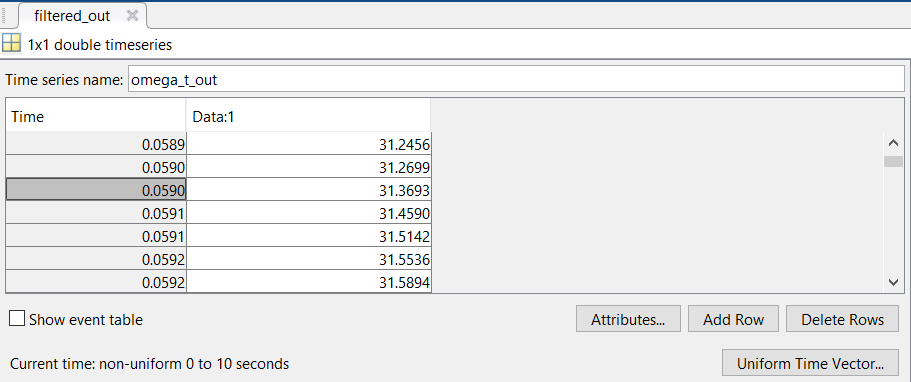 filtered_out
1x1 double timeseries
Time series name: omega_t_out
Time Data:1
0.0589 31.2456
0.0590 31.2699
0.0590 31.3693
0.0591 31.4590
0.0591 31.5142
0.0592 31.5536
0.0592 31.5894
Show event table Attributes... Add Row Delete Rows
Current time: non-uniform 0 to 10 seconds Uniform Time Vector...